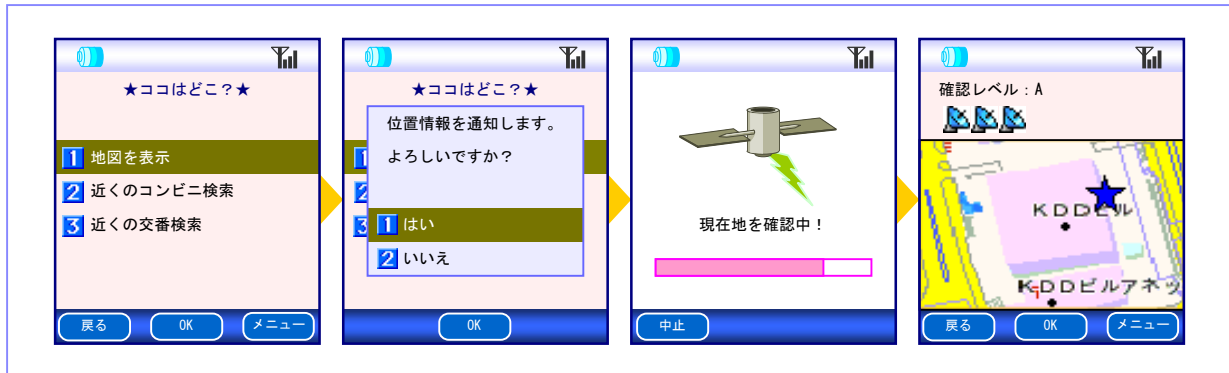 ★ココはどこ？★
1 地図を表示
2 近くのコンビニ検索
3 近くの交番検索
戻る OK メニュー
★ココはどこ？★
位置情報を通知します。
よろしいですか？
1
2
3
1 はい
2 いいえ
OK
現在地を確認中！
中止
確認レベル：A
KDDビル
KDDビルアネッ
戻る OK メニュー